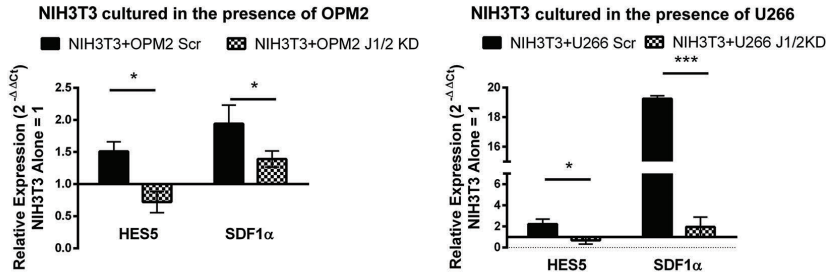 NIH3T3 cultured in the presence of OPM2
NIH3T3+OPM2 Scr NIH3T3+OPM2 J1/2 KD
Relative Expression (2^-ΔΔCt)
NIH3T3 Alone = 1
2.5
2.0
1.5
1.0
0.5
0.0
*
*
HES5 SDF1α
NIH3T3 cultured in the presence of U266
NIH3T3+U266 Scr NIH3T3+U266 J1/2KD
Relative Expression (2^-ΔΔCt)
NIH3T3 Alone = 1
20
18
16
6
4
2
0
*
***
HES5 SDF1α